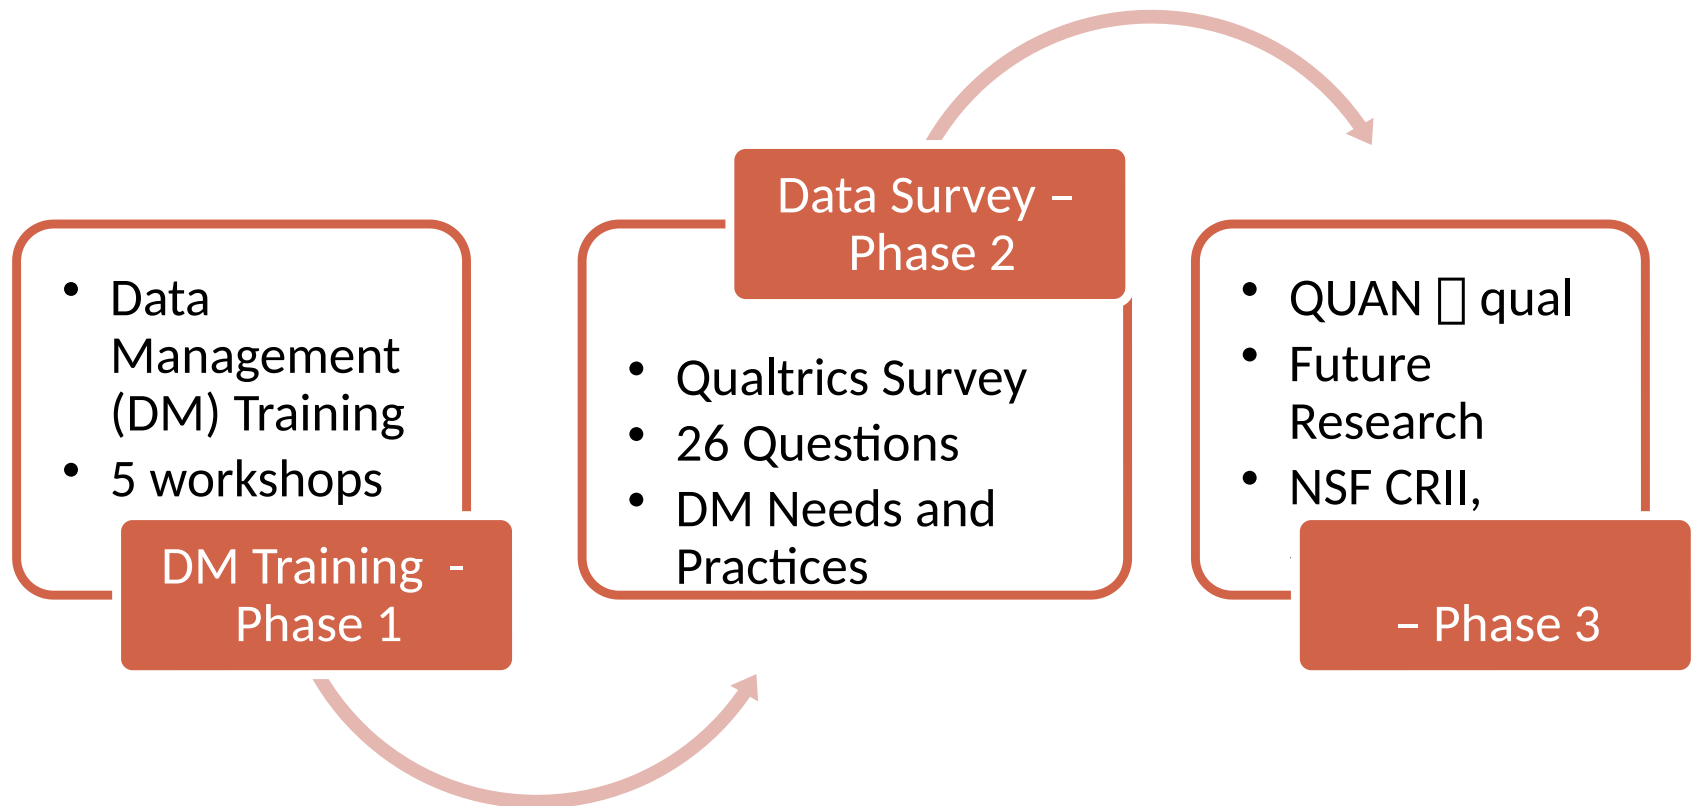 • Data
Management
(DM) Training
• 5 workshops
DM Training -
Phase 1
Data Survey –
Phase 2
• Qualtrics Survey
• 26 Questions
• DM Needs and
Practices
• QUAN 􀀀 qual
• Future
Research
• NSF CRII,
– Phase 3